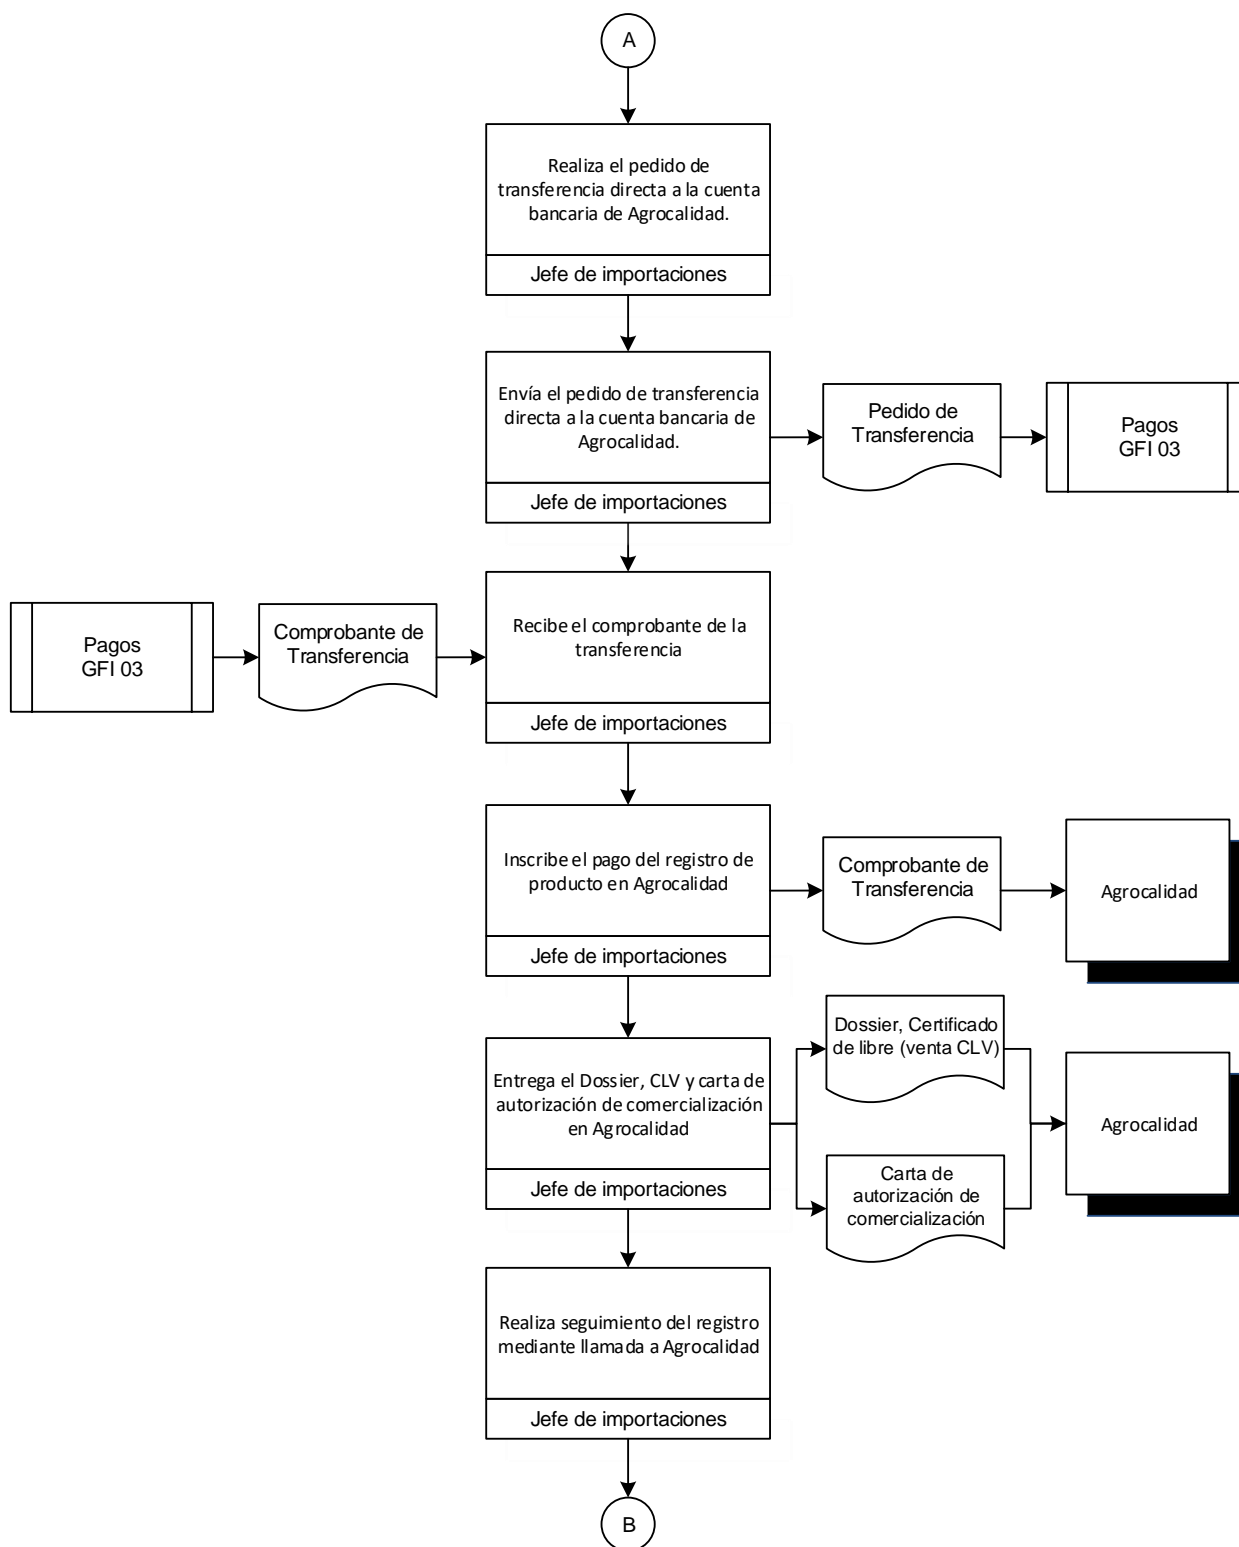 A
Realiza el pedido de
transferencia directa a la cuenta
bancaria de Agrocalidad.
Jefe de importaciones
Envía el pedido de transferencia
directa a la cuenta bancaria de
Agrocalidad.
Jefe de importaciones
Pedido de
Transferencia
Pagos
GFI 03
Pagos
GFI 03
Comprobante de
Transferencia
Recibe el comprobante de la
transferencia
Jefe de importaciones
Inscribe el pago del registro de
producto en Agrocalidad
Jefe de importaciones
Comprobante de
Transferencia
Agrocalidad
Entrega el Dossier, CLV y carta de
autorización de comercialización
en Agrocalidad
Jefe de importaciones
Dossier, Certificado
de libre (venta CLV)
Carta de
autorización de
comercialización
Agrocalidad
Realiza seguimiento del registro
mediante llamada a Agrocalidad
Jefe de importaciones
B